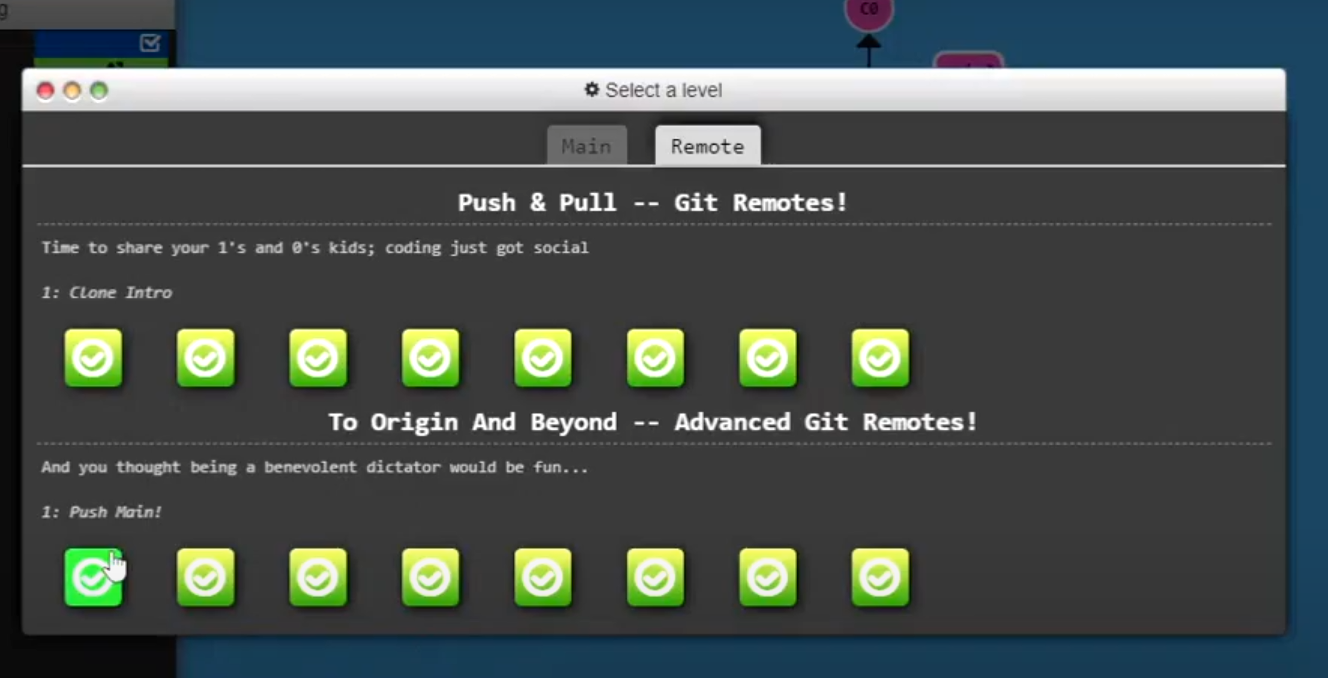 g
C0
Select a level
Main
Remote
Push & Pull -- Git Remotes!
Time to share your 1's and 0's kids; coding just got social
1: Clone Intro
To Origin And Beyond -- Advanced Git Remotes!
And you thought being a benevolent dictator would be fun...
1: Push Main!